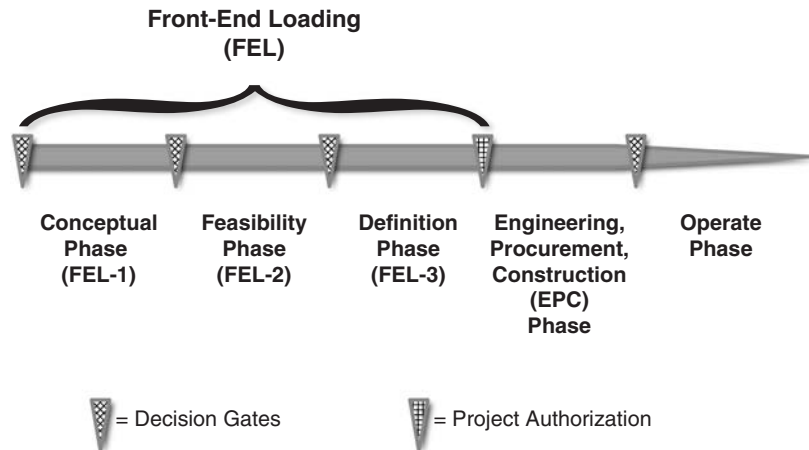 Front-End Loading
(FEL)
Conceptual
Phase
(FEL-1)
Feasibility
Phase
(FEL-2)
Definition
Phase
(FEL-3)
Engineering,
Procurement,
Construction
(EPC)
Phase
Operate
Phase
= Decision Gates
= Project Authorization